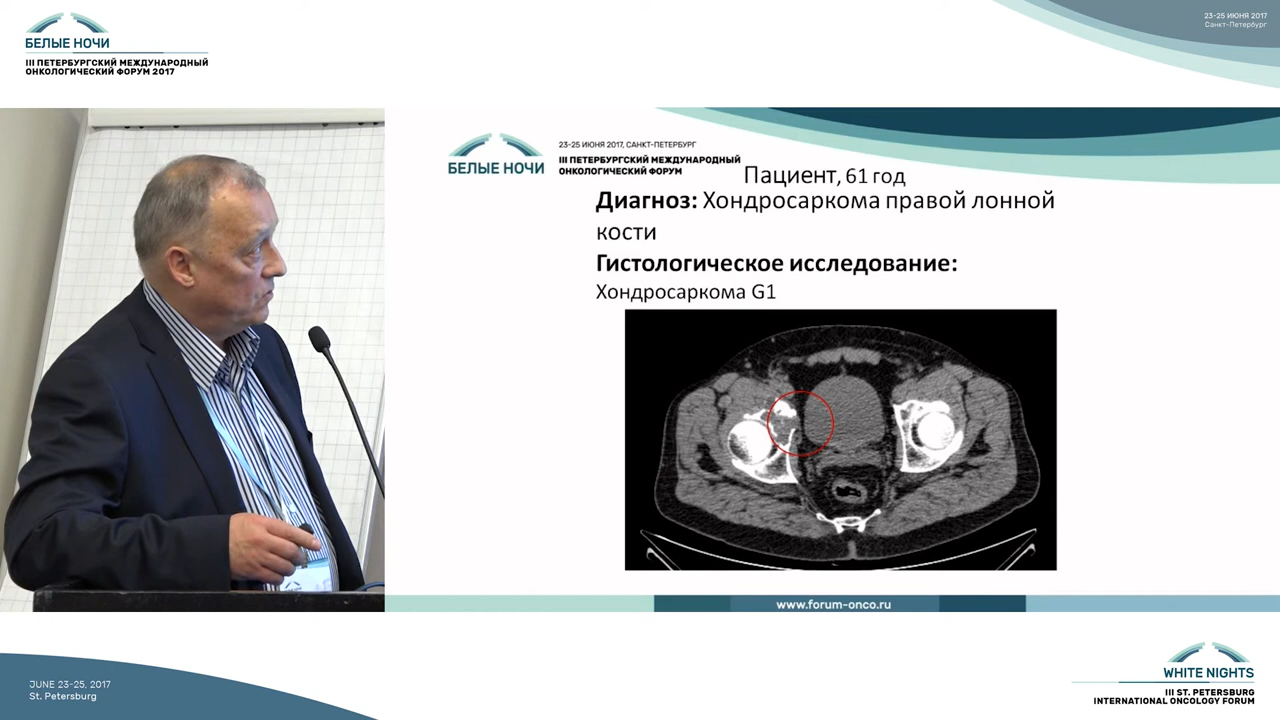 БЕЛЫЕ НОЧИ
III ПЕТЕРБУРГСКИЙ МЕЖДУНАРОДНЫЙ
ОНКОЛОГИЧЕСКИЙ ФОРУМ 2017
23-25 ИЮНЯ 2017
Санкт-Петербург
БЕЛЫЕ НОЧИ
23-25 ИЮНЯ 2017, САНКТ-ПЕТЕРБУРГ
III ПЕТЕРБУРГСКИЙ МЕЖДУНАРОДНЫЙ
ОНКОЛОГИЧЕСКИЙ ФОРУМ
Пациент, 61 год
Диагноз: Хондросаркома правой лонной
кости
Гистологическое исследование:
Хондросаркома G1
www.forum-onco.ru
JUNE 23-25, 2017
St. Petersburg
WHITE NIGHTS
III ST. PETERSBURG
INTERNATIONAL ONCOLOGY FORUM